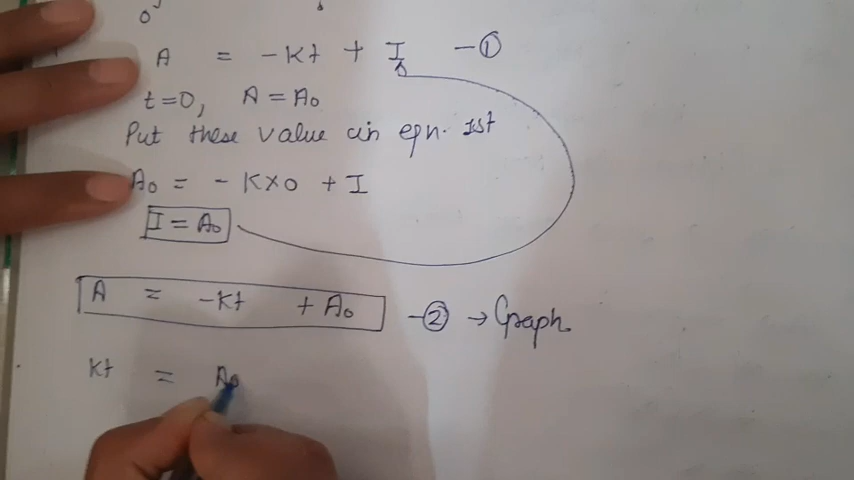 A = -Kt + I -①
t=0, A = A₀
Put these value in eqn. 1st
A₀ = - K×0 + I
I = A₀
A = -Kt + A₀ -② → Graph
Kt = A₀